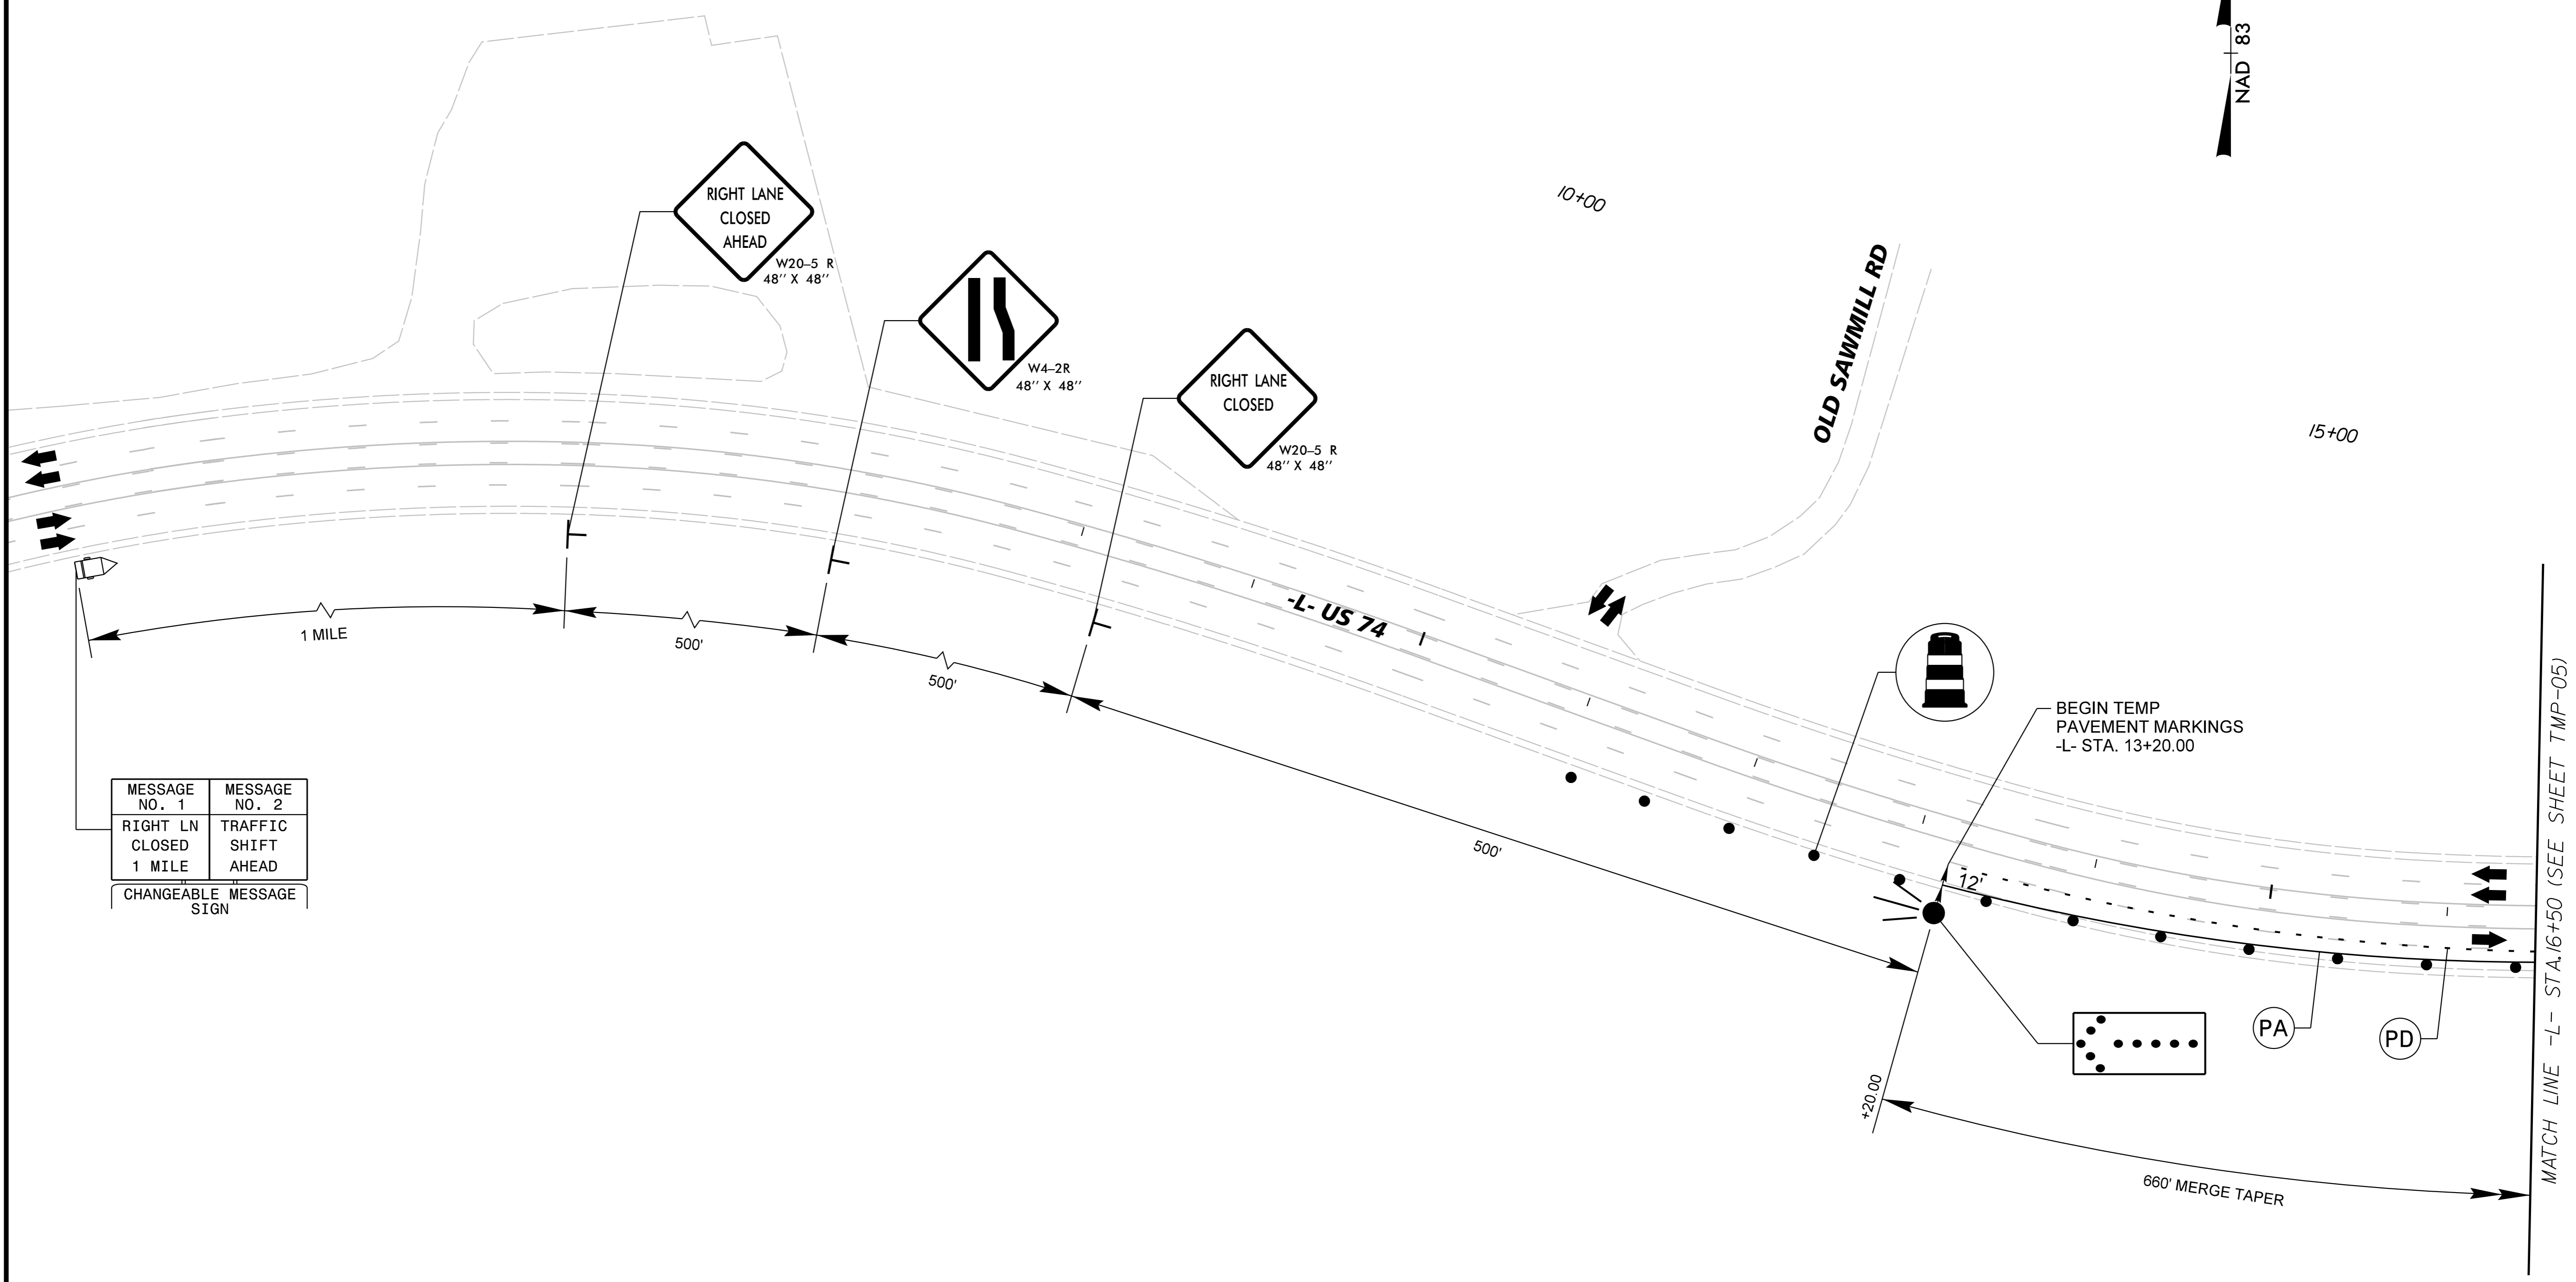 NAD 83
RIGHT LANE
CLOSED
AHEAD
W20–5 R
48'' X 48''
W4–2R
48'' X 48''
RIGHT LANE
CLOSED
W20–5 R
48'' X 48''
10+00
OLD SAWMILL RD
15+00
-L- US 74
1 MILE
500'
500'
500'
BEGIN TEMP
PAVEMENT MARKINGS
-L- STA. 13+20.00
MESSAGE
NO. 1
MESSAGE
NO. 2
RIGHT LN
CLOSED
1 MILE
TRAFFIC
SHIFT
AHEAD
CHANGEABLE MESSAGE
SIGN
12'
PA
PD
+20.00
660' MERGE TAPER
MATCH LINE -L- STA.16+50 (SEE SHEET TMP-05)